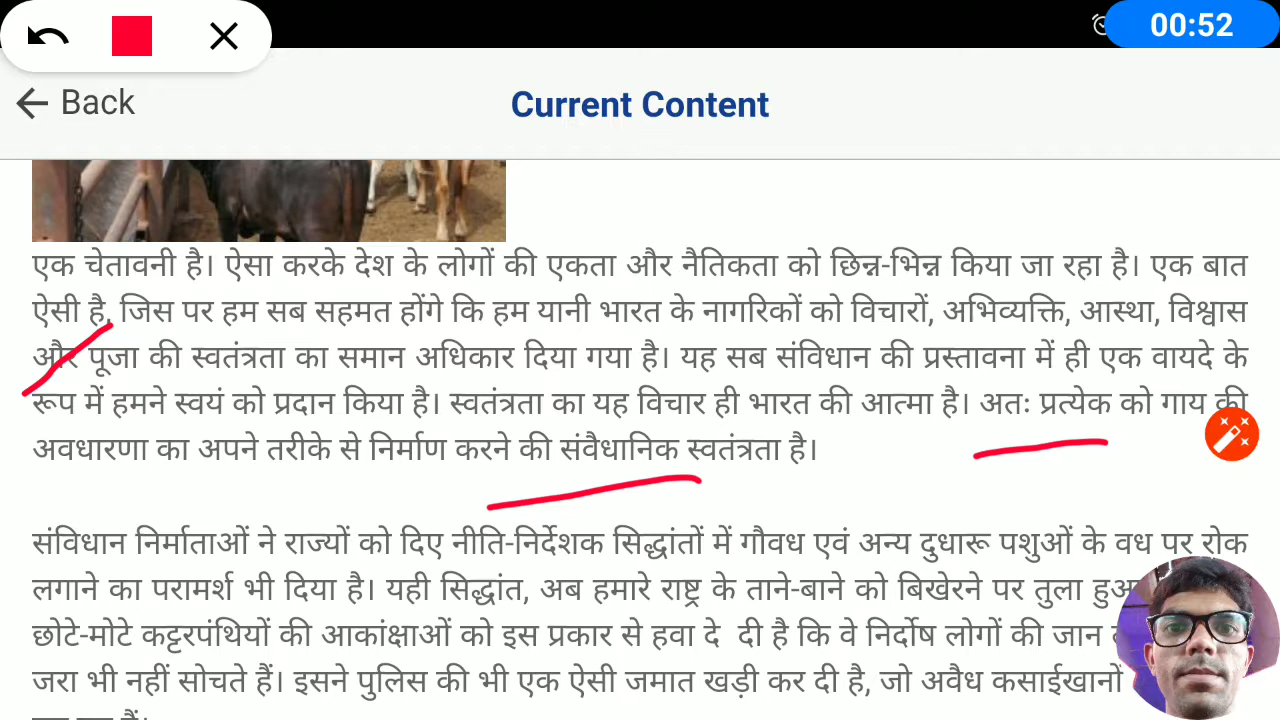 00:52
Back
Current Content
एक चेतावनी है। ऐसा करके देश के लोगों की एकता और नैतिकता को छिन्न-भिन्न किया जा रहा है। एक बात
ऐसी है, जिस पर हम सब सहमत होंगे कि हम यानी भारत के नागरिकों को विचारों, अभिव्यक्ति, आस्था, विश्वास
और पूजा की स्वतंत्रता का समान अधिकार दिया गया है। यह सब संविधान की प्रस्तावना में ही एक वायदे के
रूप में हमने स्वयं को प्रदान किया है। स्वतंत्रता का यह विचार ही भारत की आत्मा है। अतः प्रत्येक को गाय की
अवधारणा का अपने तरीके से निर्माण करने की संवैधानिक स्वतंत्रता है।
संविधान निर्माताओं ने राज्यों को दिए नीति-निर्देशक सिद्धांतों में गौवध एवं अन्य दुधारू पशुओं के वध पर रोक
लगाने का परामर्श भी दिया है। यही सिद्धांत, अब हमारे राष्ट्र के ताने-बाने को बिखेरने पर तुला
छोटे-मोटे कट्टरपंथियों की आकांक्षाओं को इस प्रकार से हवा दे दी है कि वे निर्दोष लोगों की जान
जरा भी नहीं सोचते हैं। इसने पुलिस की भी एक ऐसी जमात खड़ी कर दी है, जो अवैध कसाईखानों